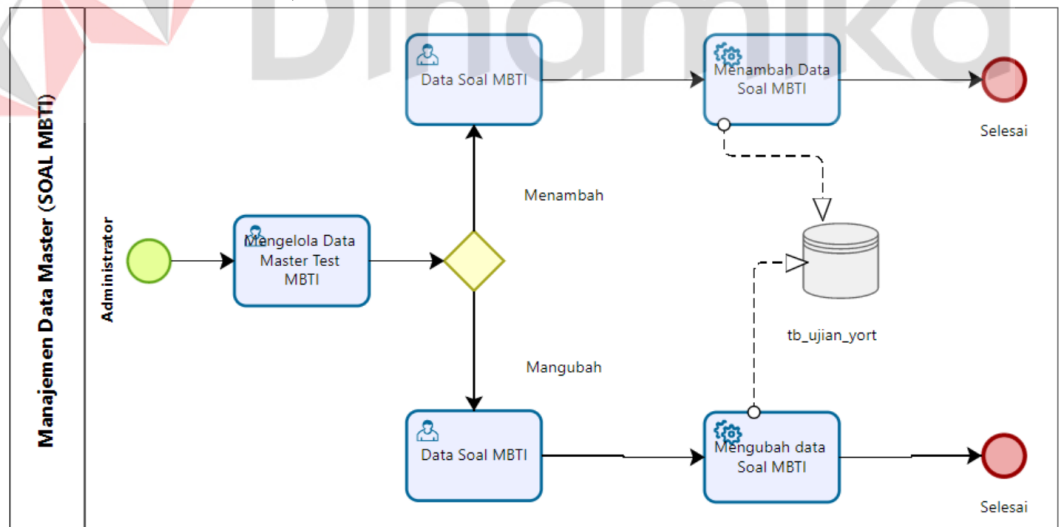 Dinamika
Manajemen Data Master (SOAL MBTI)
Administrator
Mengelola Data
Master Test
MBTI
Data Soal MBTI
Menambah Data
Soal MBTI
Selesai
Menambah
tb_ujian_yort
Mangubah
Data Soal MBTI
Mengubah data
Soal MBTI
Selesai